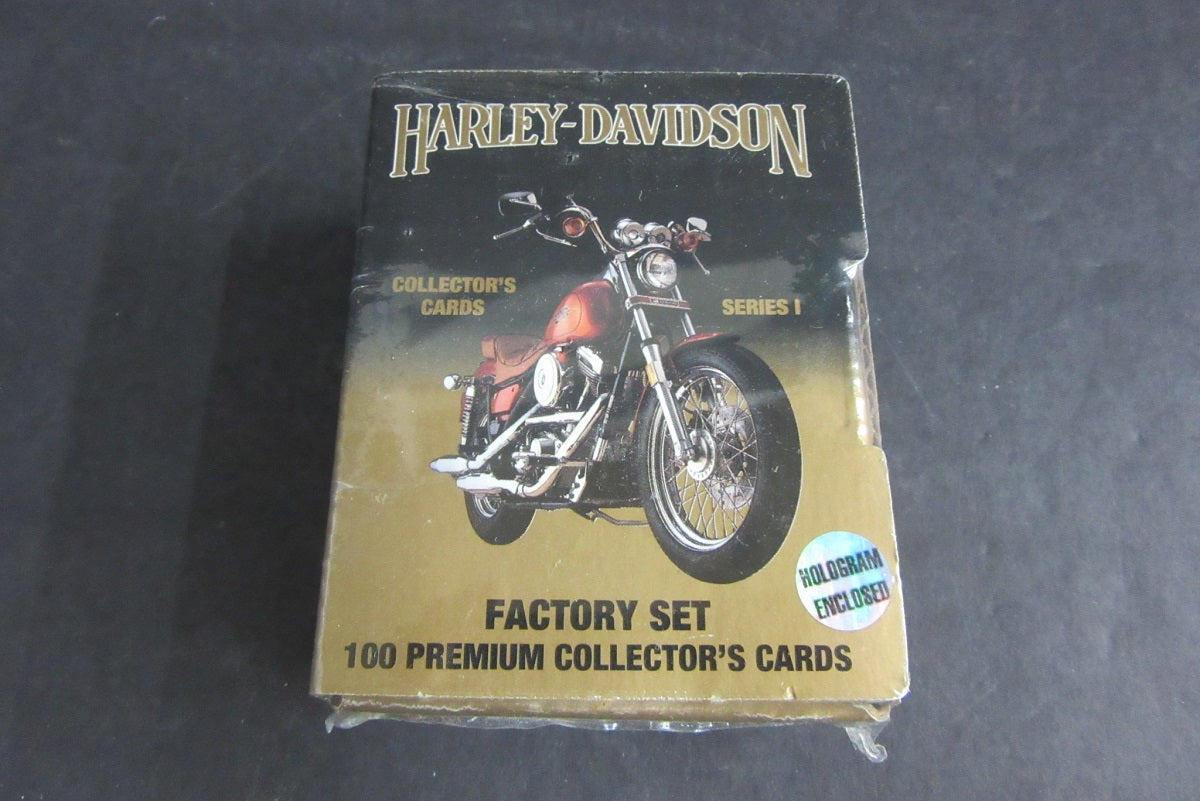 HARLEY-DAVIDSON
COLLECTOR'S
CARDS
SERIES I
HOLOGRAM
ENCLOSED
FACTORY SET
100 PREMIUM COLLECTOR'S CARDS